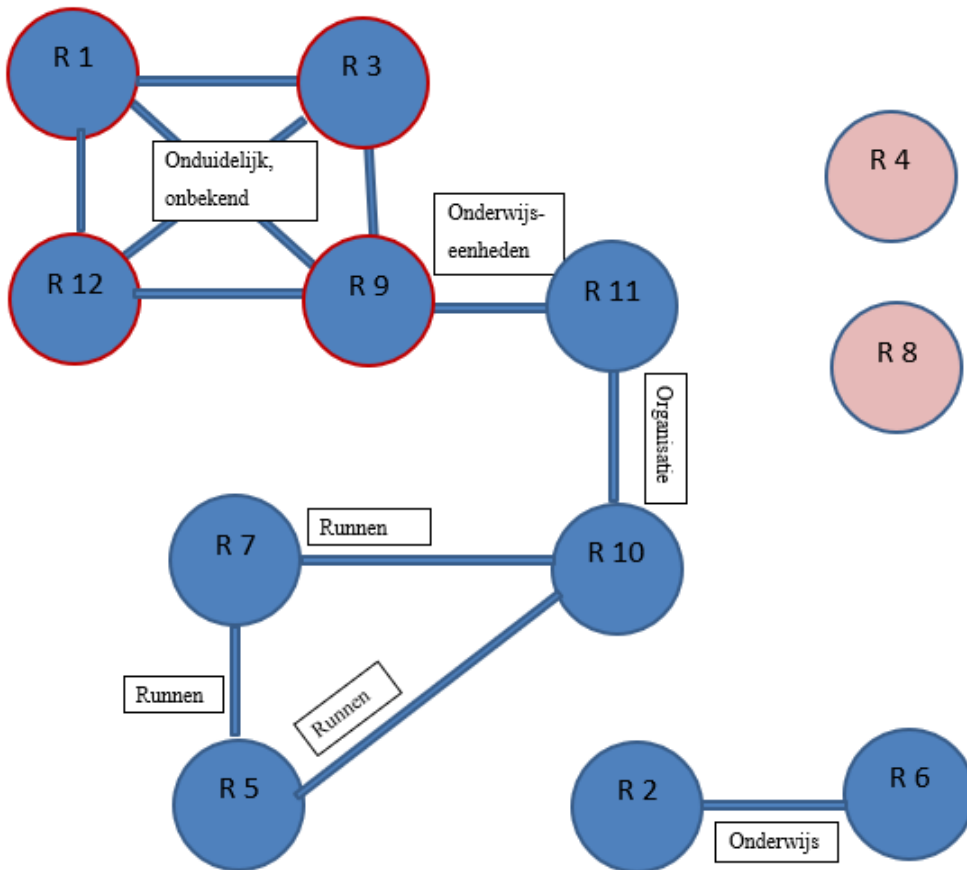 R 1
R 3
R 4
Onduidelijk,
onbekend
Onderwijs-
eenheden
R 12
R 9
R 11
R 8
Organisatie
R 7
Runnen
R 10
Runnen
Runnen
R 5
R 2
R 6
Onderwijs